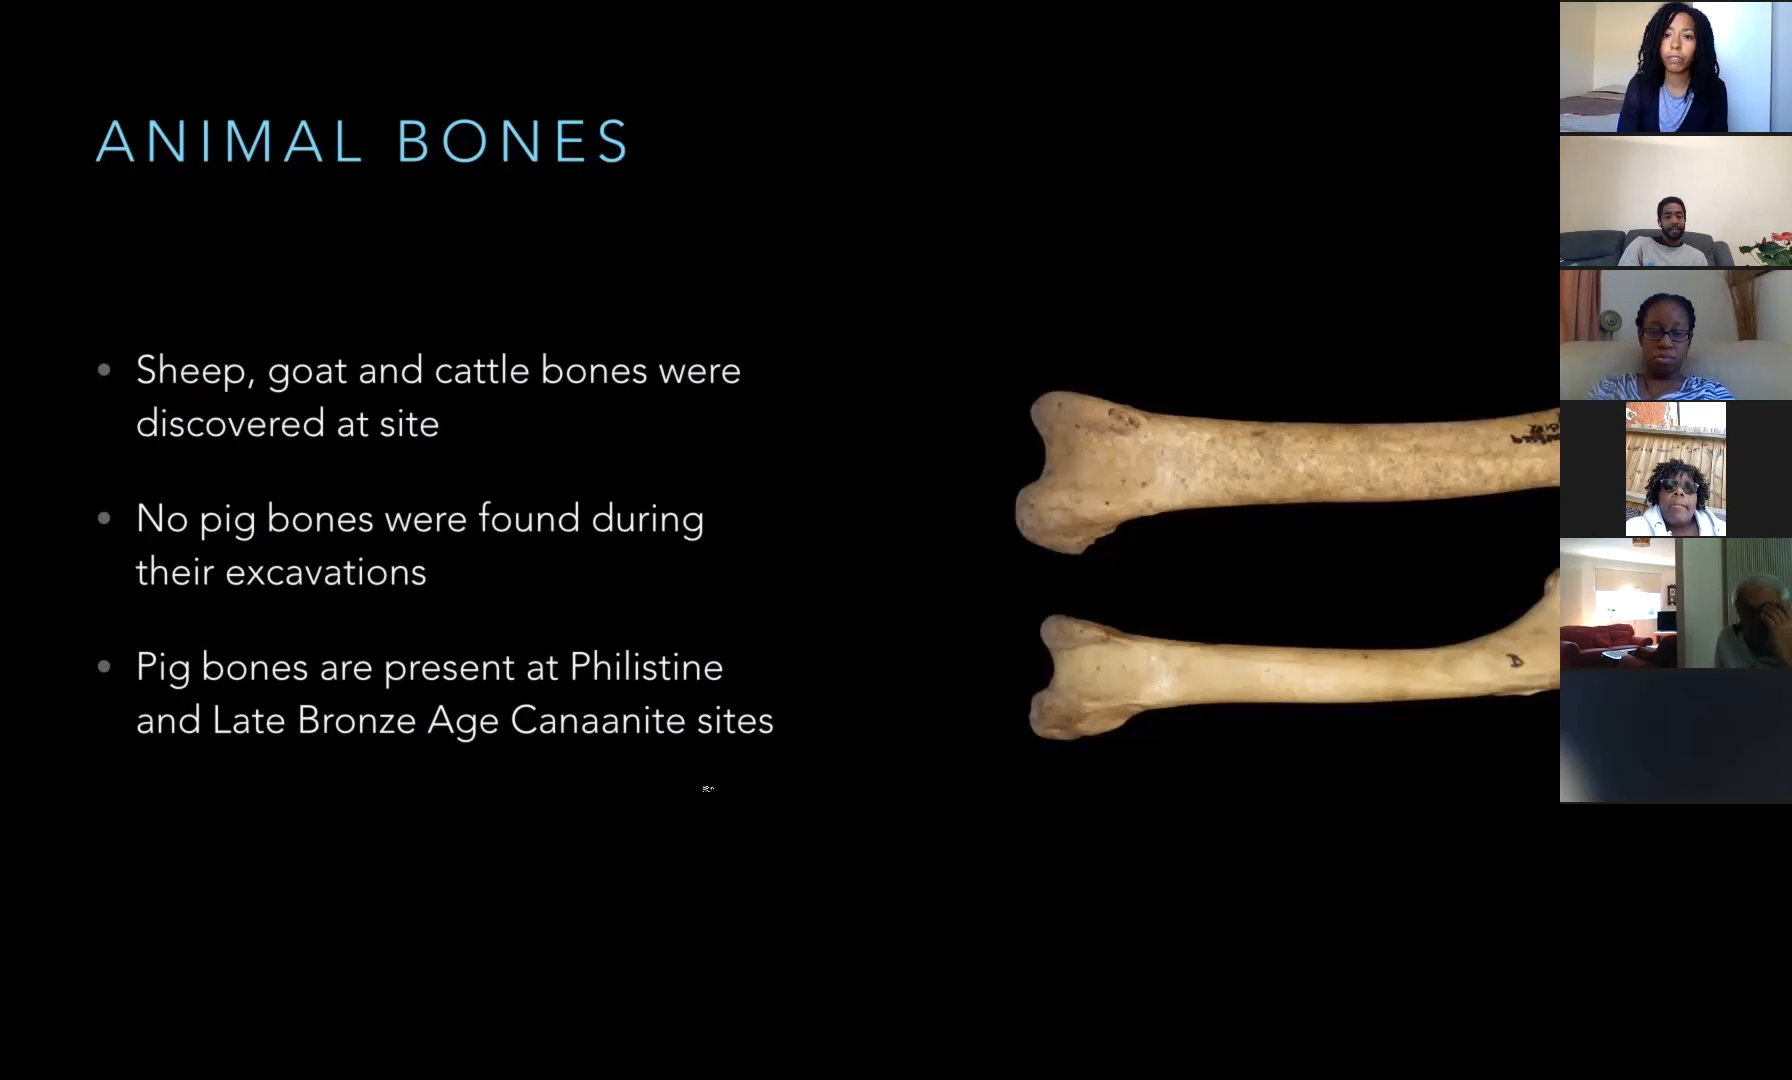 ANIMAL BONES
Sheep, goat and cattle bones were
discovered at site
No pig bones were found during
their excavations
Pig bones are present at Philistine
and Late Bronze Age Canaanite sites